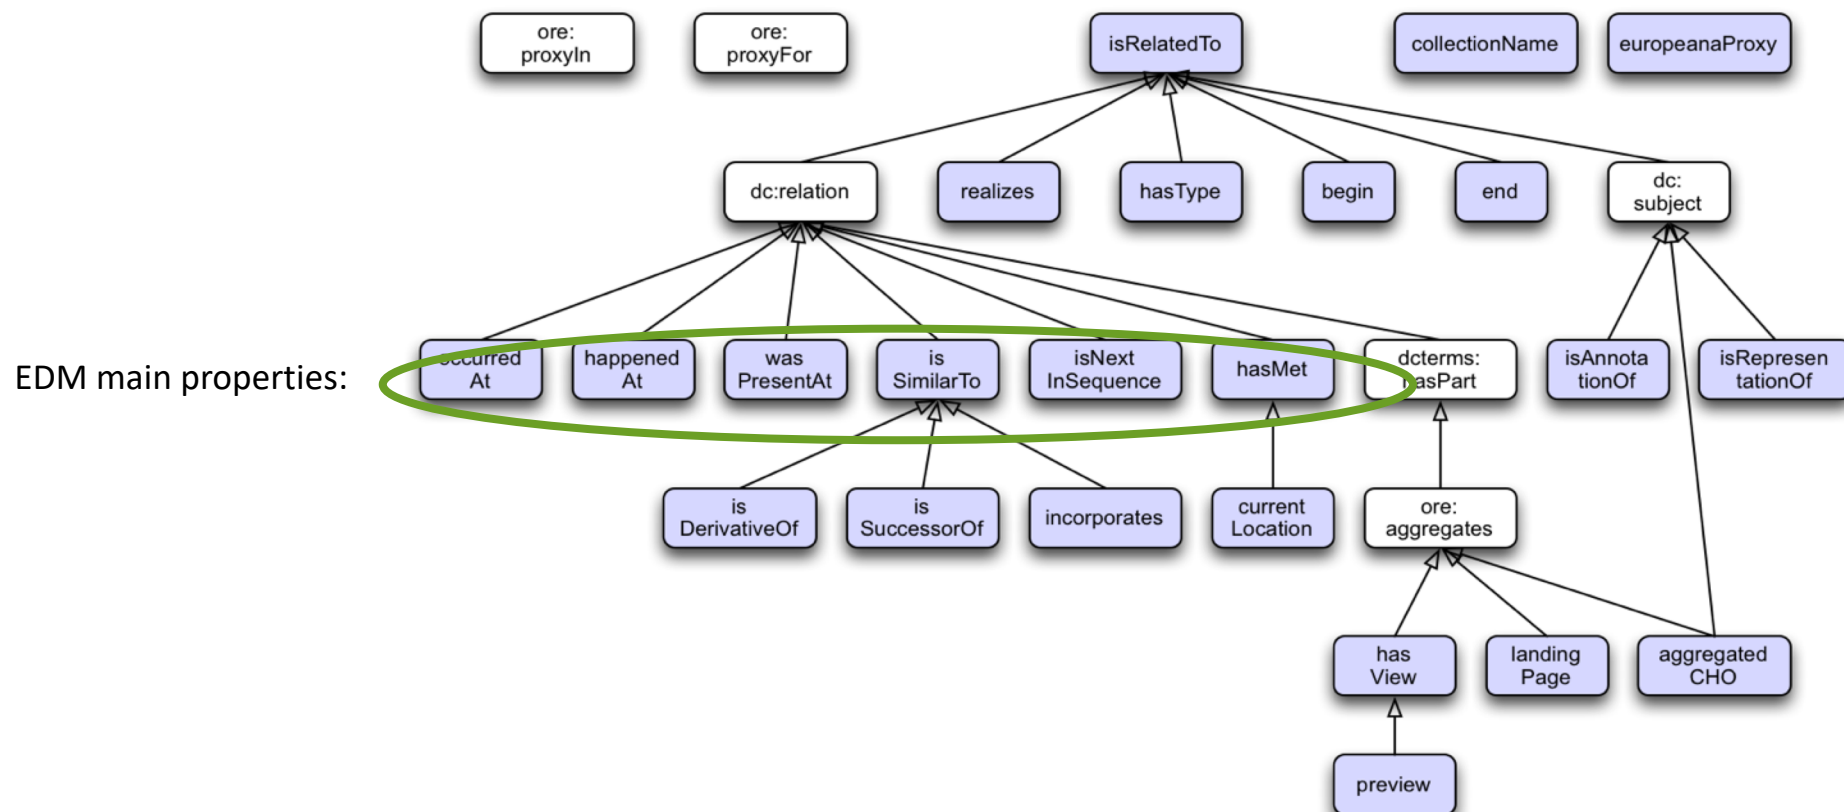 ore:
proxyIn
ore:
proxyFor
isRelatedTo
collectionName
europeanaProxy
dc:relation
realizes
hasType
begin
end
dc:
subject
EDM main properties:
occurred
At
happened
At
was
PresentAt
is
SimilarTo
isNext
InSequence
hasMet
dcterms:
hasPart
isAnnota
tionOf
isRepresen
tationOf
is
DerivativeOf
is
SuccessorOf
incorporates
current
Location
ore:
aggregates
has
View
landing
Page
aggregated
CHO
preview